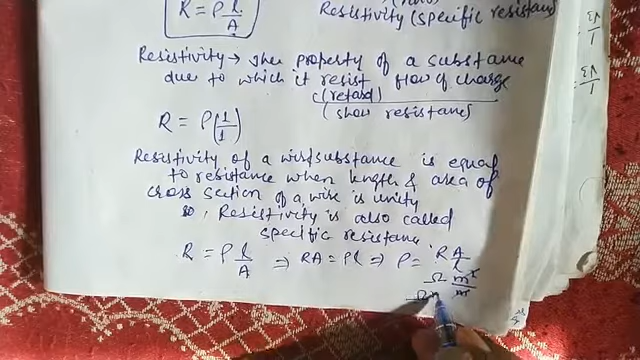 R = ρ l/A
Resistivity (specific resistan
Resistivity → The property of a substance
due to which it resist flow of charge
(retard)
(show resistance)
R = ρ(1/1)
Resistivity of a wire/substance is equal
to resistance when length & area of
cross section of a wire is unity
so, Resistivity is also called
specific resistance.
R = ρ l/A ⇒ RA = ρl ⇒ ρ = R A/l
Ω m²/m
Ωm